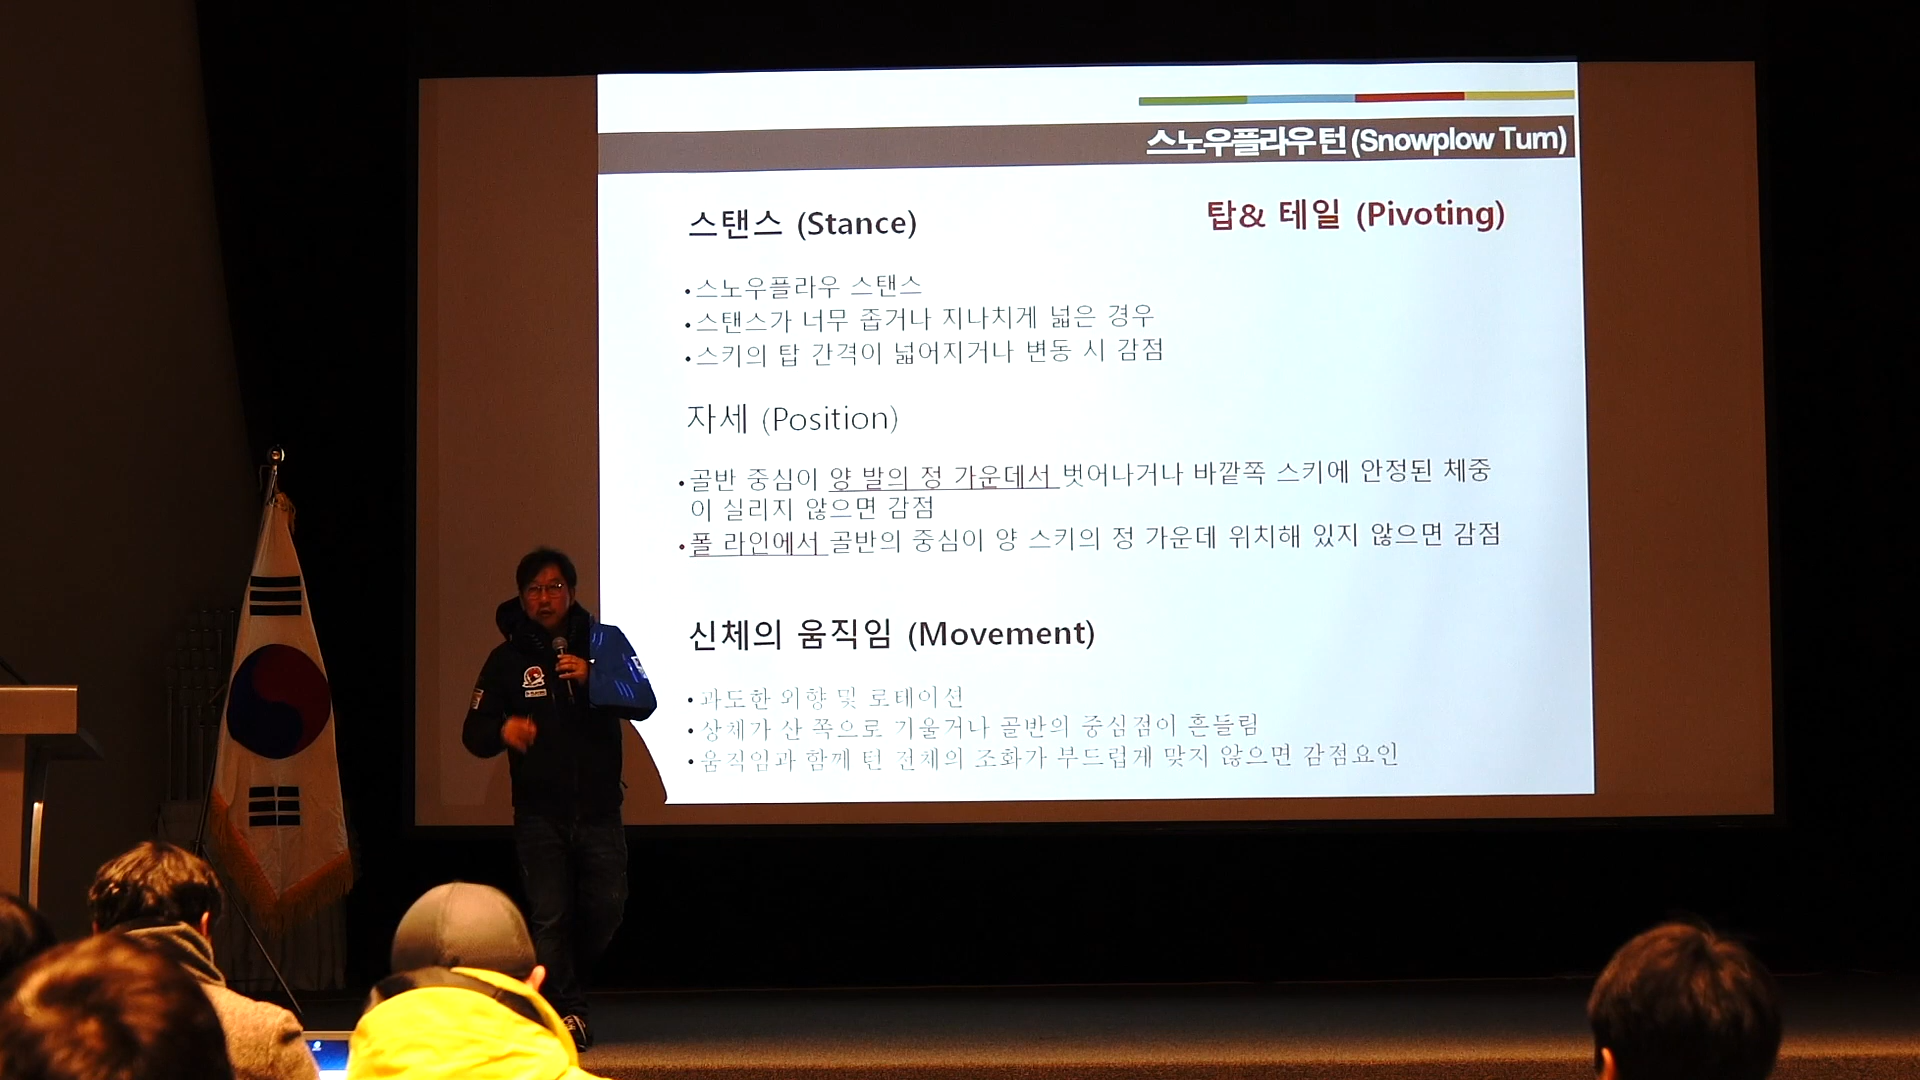 스노우플라우 턴 (Snowplow Turn)
스탠스 (Stance)
탑& 테일 (Pivoting)
•스노우플라우 스탠스
•스탠스가 너무 좁거나 지나치게 넓은 경우
•스키의 탑 간격이 넓어지거나 변동 시 감점
자세 (Position)
•골반 중심이 양 발의 정 가운데서 벗어나거나 바깥쪽 스키에 안정된 체중
이 실리지 않으면 감점
•폴 라인에서 골반의 중심이 양 스키의 정 가운데 위치해 있지 않으면 감점
신체의 움직임 (Movement)
•과도한 외향 및 로테이션
•상체가 산 쪽으로 기울거나 골반의 중심점이 흔들림
•움직임과 함께 턴 전체의 조화가 부드럽게 맞지 않으면 감점요인